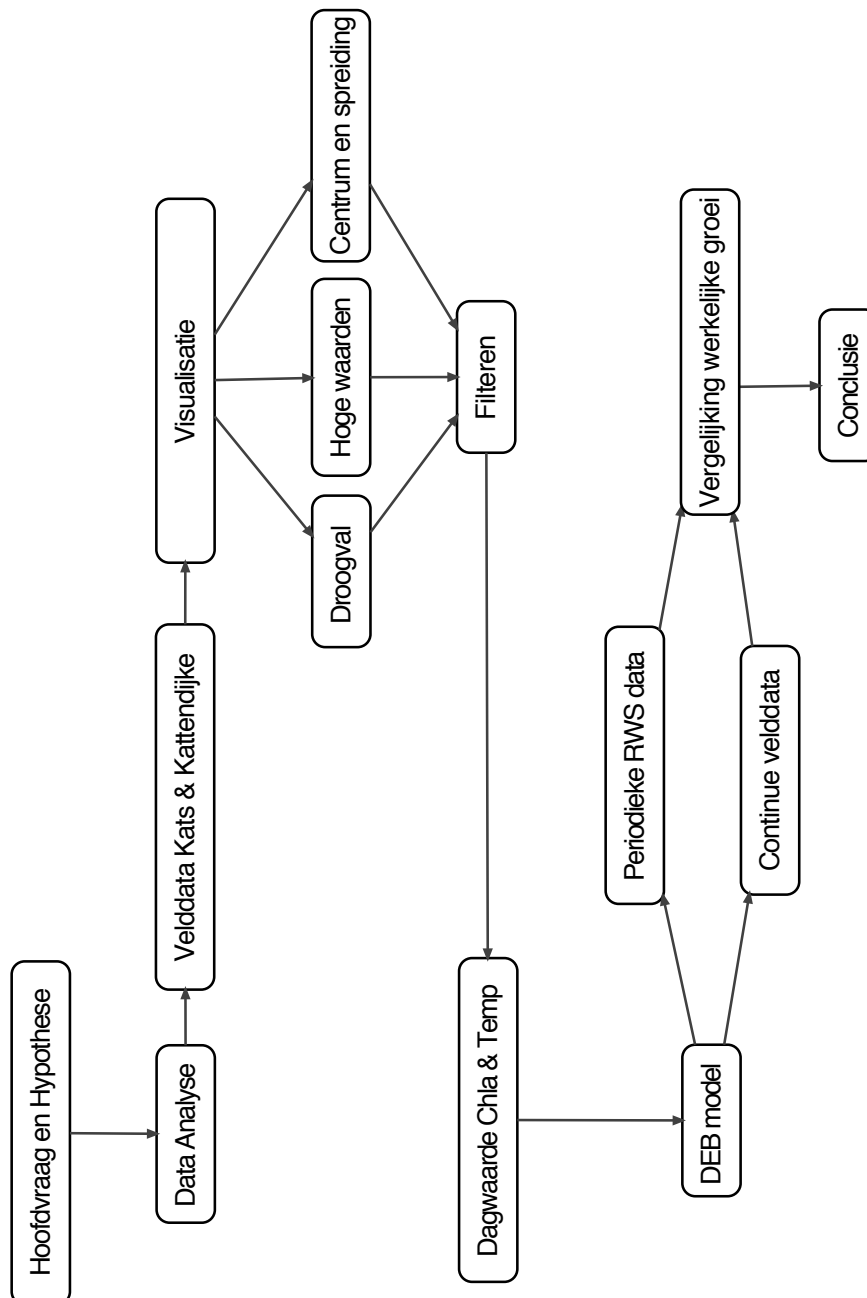 Hoofdvraag en Hypothese
Data Analyse
Velddata Kats & Kattendijke
Visualisatie
Droogval
Hoge waarden
Centrum en spreiding
Filteren
Dagwaarde Chla & Temp
DEB model
Periodieke RWS data
Continue velddata
Vergelijking werkelijke groei
Conclusie